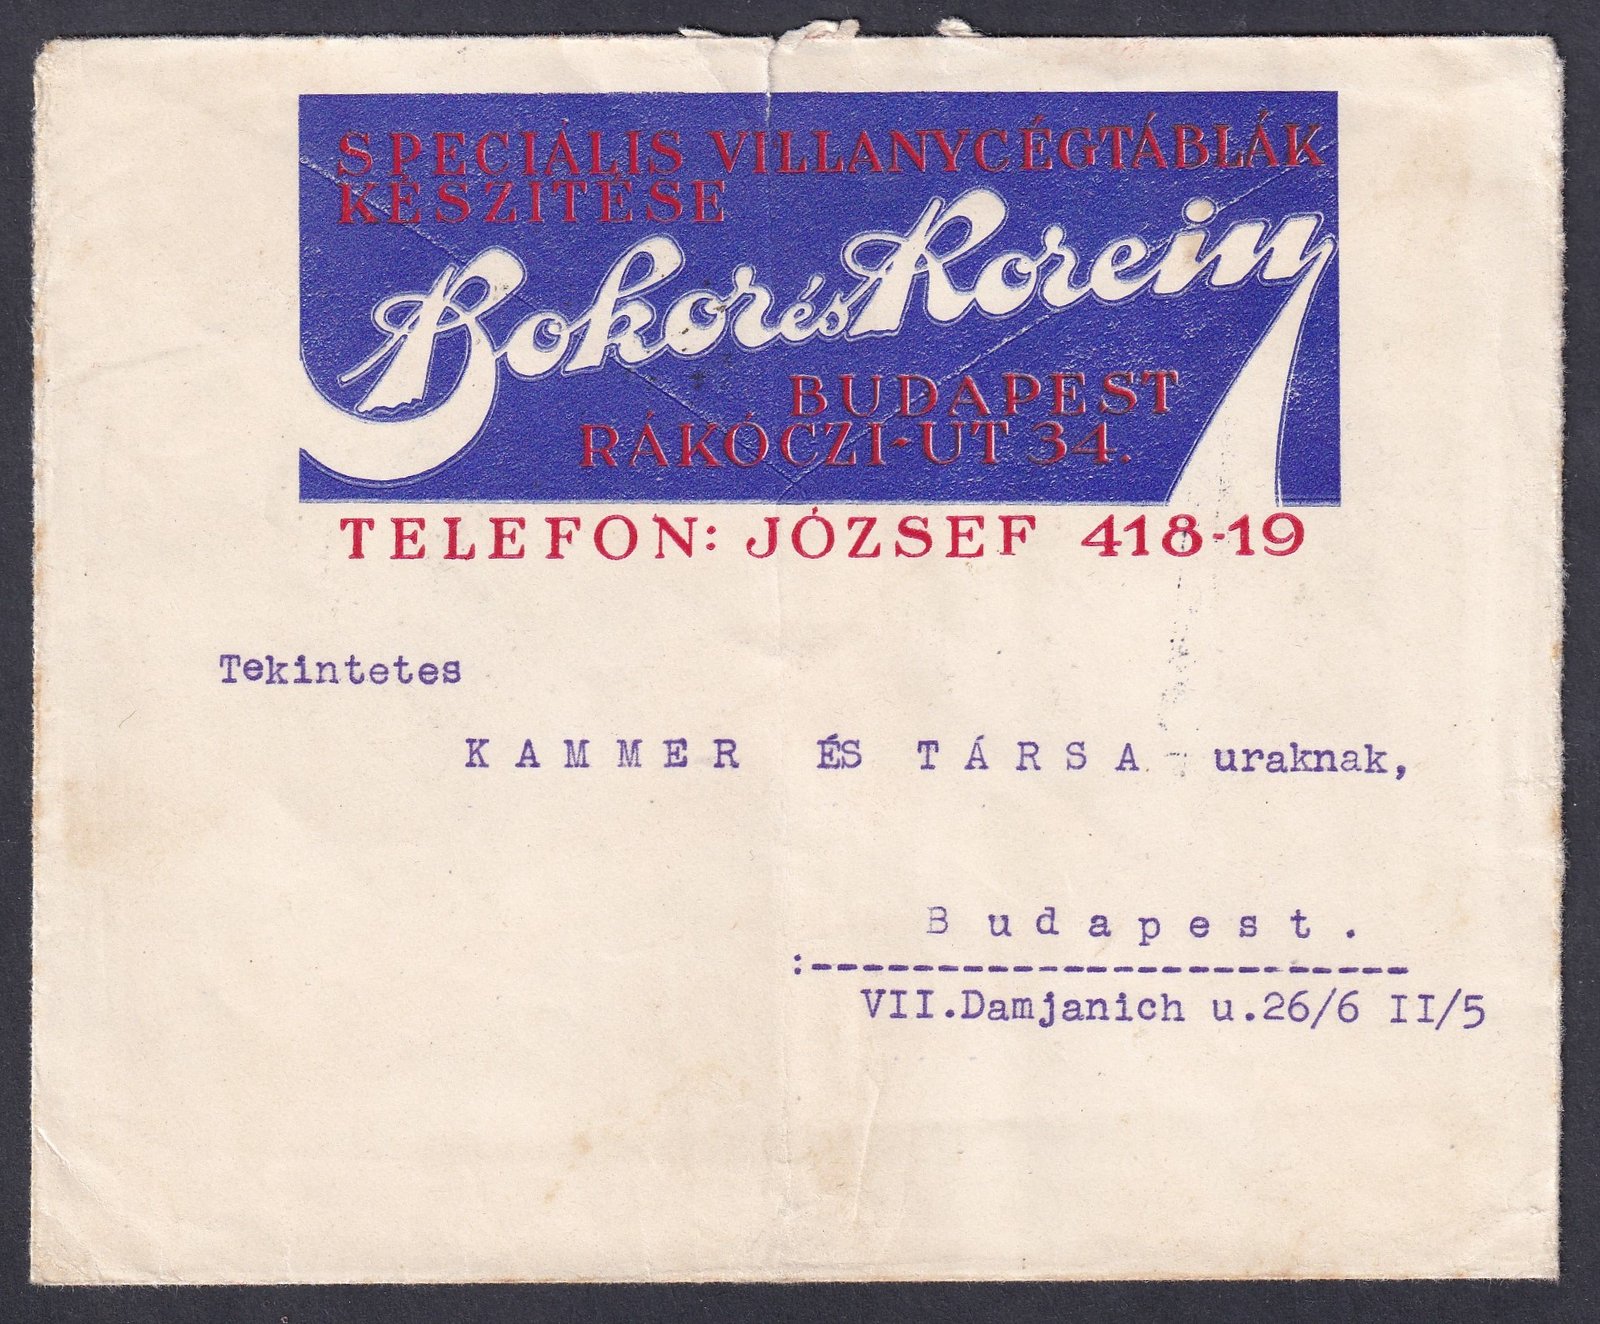 SPECIÁLIS VILLANYCÉGTÁBLÁK
KÉSZITÉSE
Bokor és Korein
BUDAPEST
RÁKÓCZI-UT 34.
TELEFON: JÓZSEF 418-19
Tekintetes
KAMMER ÉS TÁRSA uraknak,
Budapest.
:------------------------
VII.Damjanich u.26/6 II/5